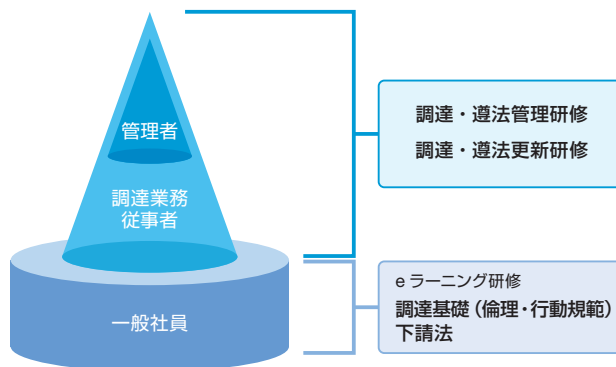 管理者
調達業務
従事者
一般社員
調達・遵法管理研修
調達・遵法更新研修
e ラーニング研修
調達基礎（倫理・行動規範）
下請法